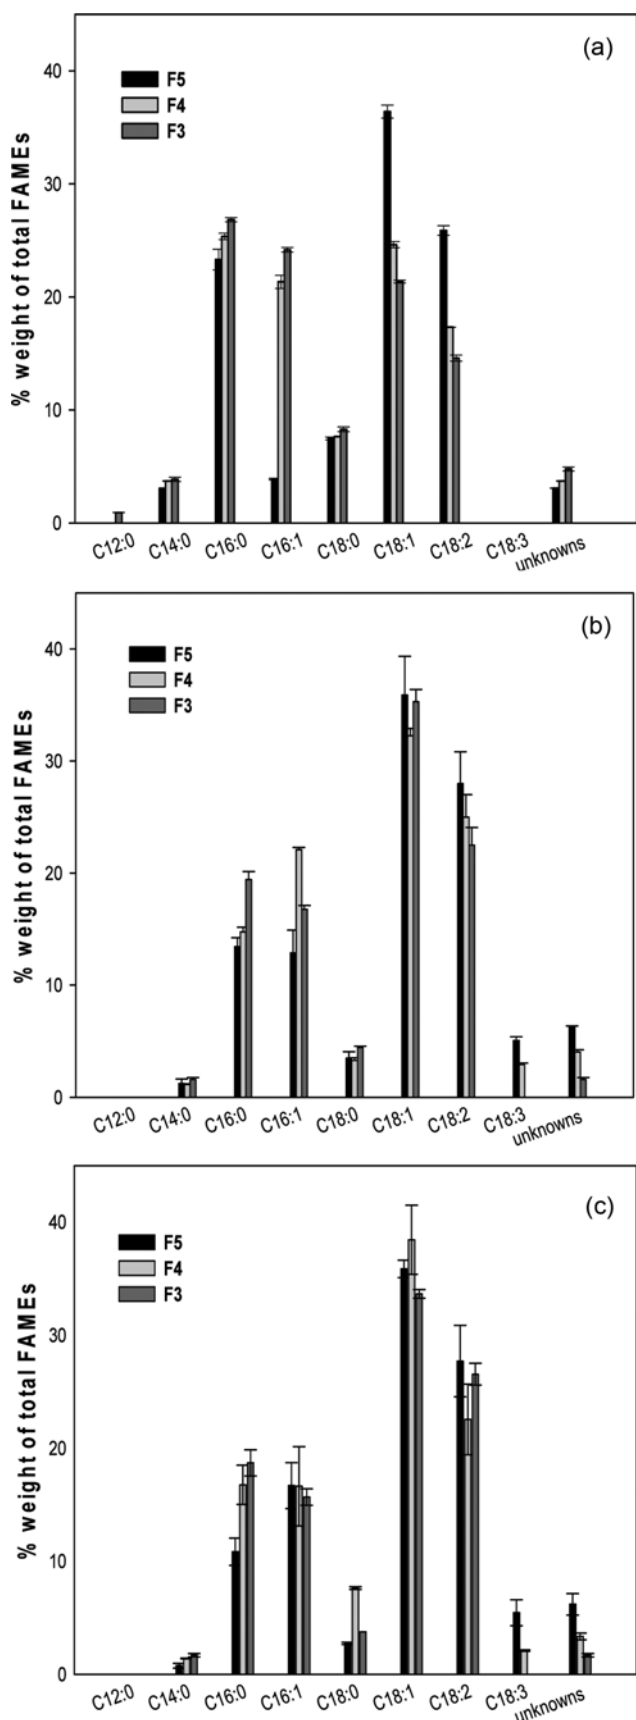 (a)
F5
F4
F3
% weight of total FAMEs
40
30
20
10
0
C12:0 C14:0 C16:0 C16:1 C18:0 C18:1 C18:2 C18:3 unknowns
(b)
F5
F4
F3
% weight of total FAMEs
40
30
20
10
0
C12:0 C14:0 C16:0 C16:1 C18:0 C18:1 C18:2 C18:3 unknowns
(c)
F5
F4
F3
% weight of total FAMEs
40
30
20
10
0
C12:0 C14:0 C16:0 C16:1 C18:0 C18:1 C18:2 C18:3 unknowns